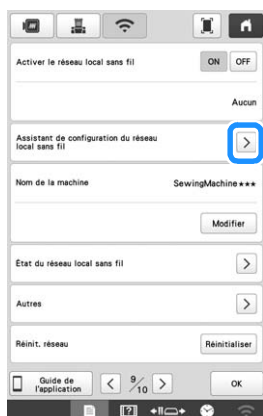 Activer le réseau local sans fil
ON OFF
Aucun
Assistant de configuration du réseau
local sans fil
Nom de la machine SewingMachine★★★
Modifier
État du réseau local sans fil
Autres
Réinit. réseau Réinitialiser
Guide de
l'application
9/10
OK